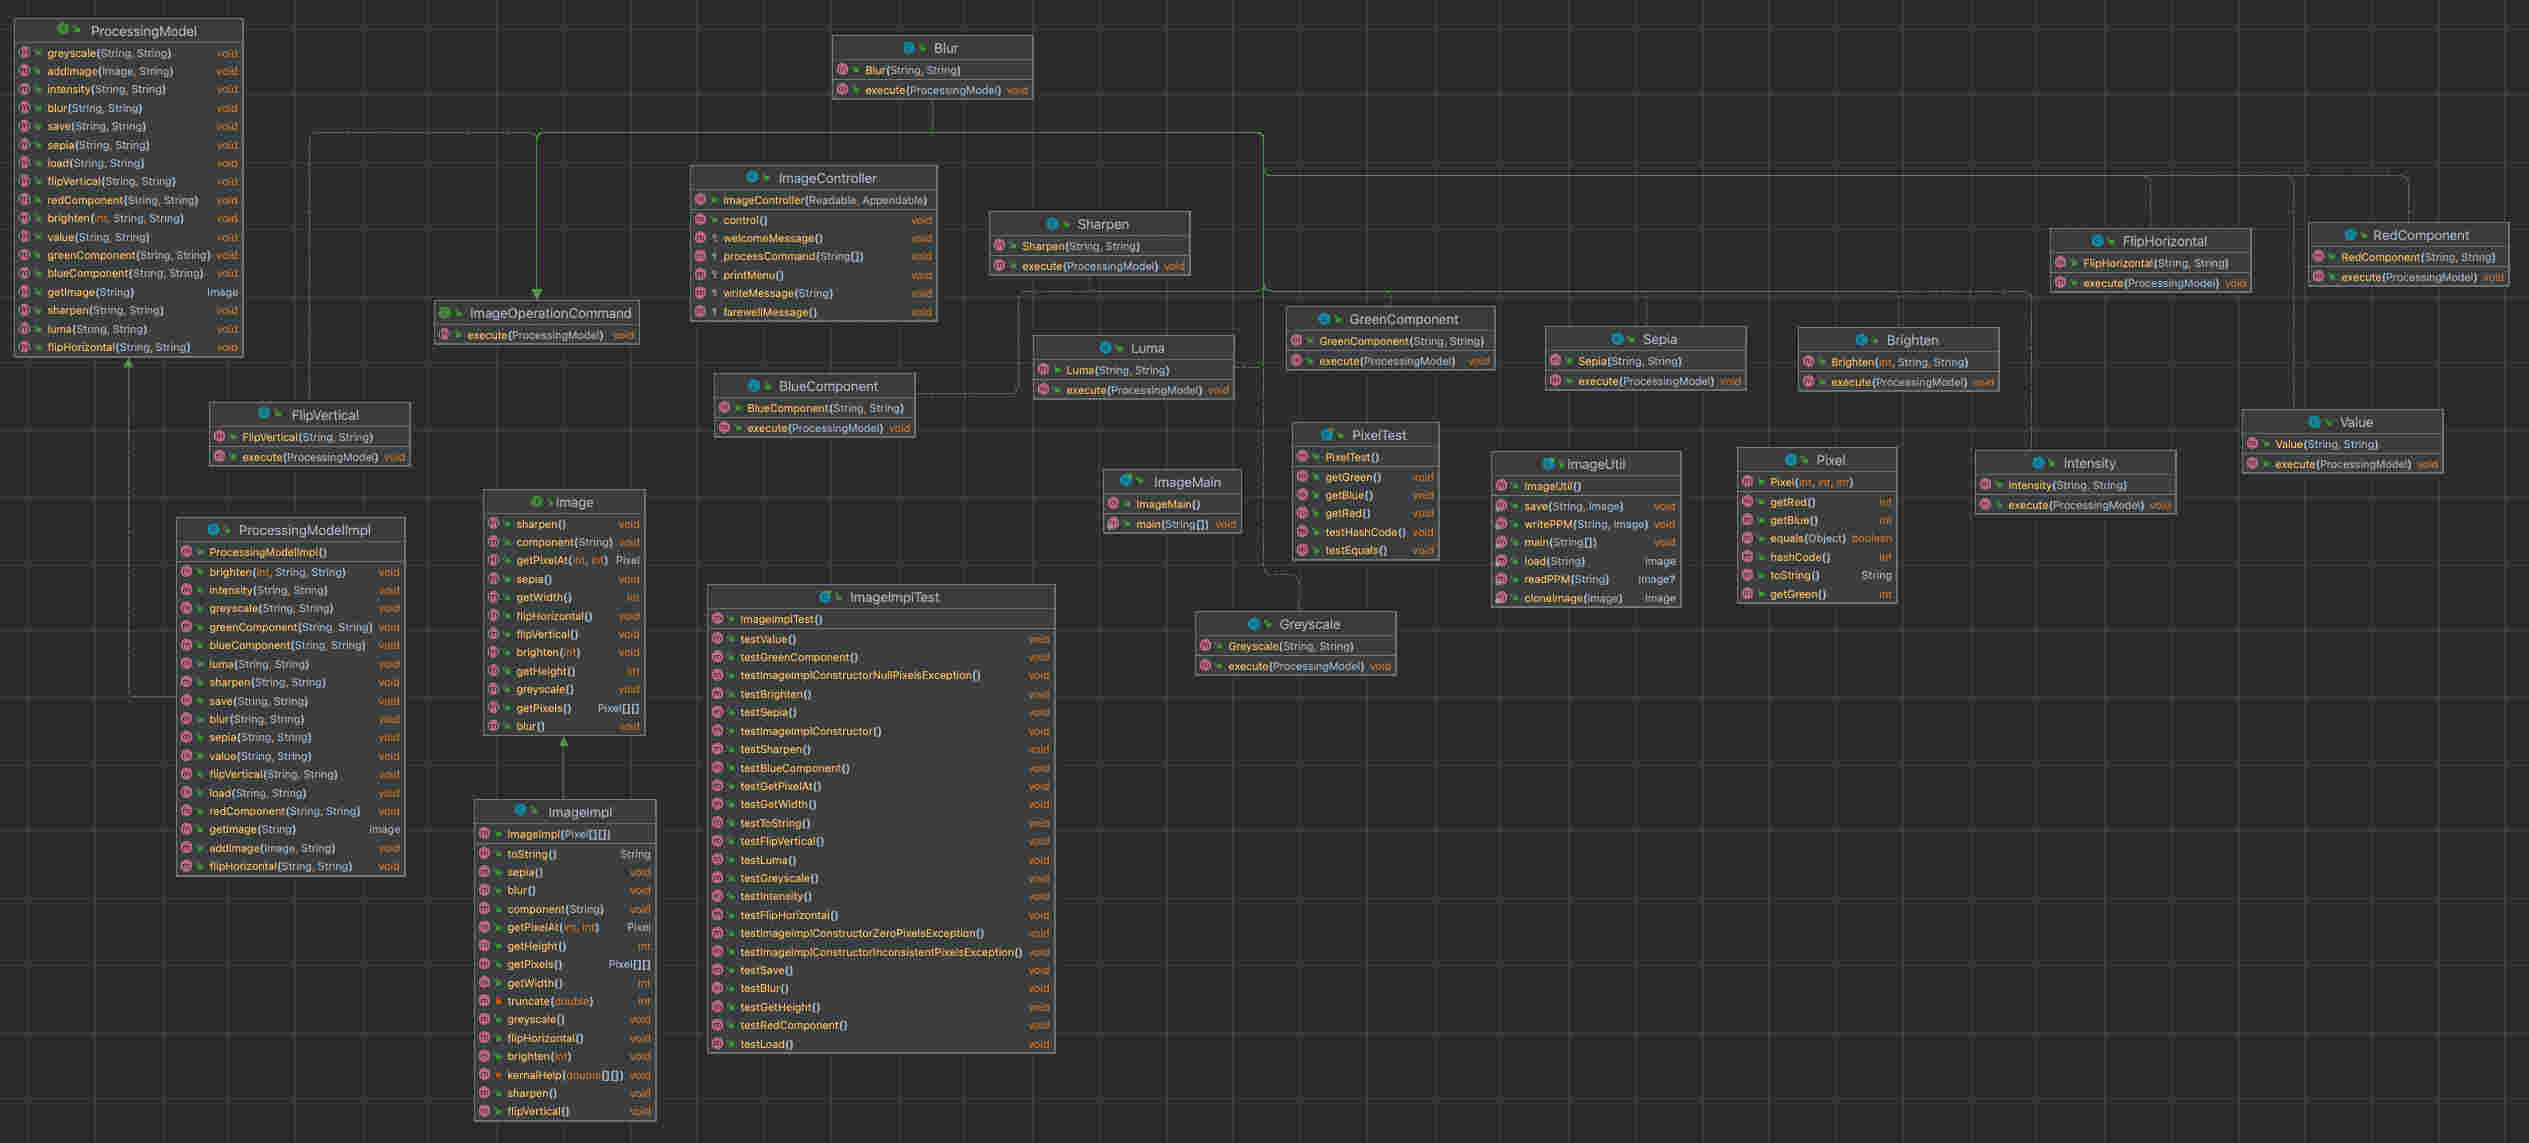 ProcessingModel
greyscale(String, String) void
addImage(Image, String) void
intensity(String, String) void
blur(String, String) void
save(String, String) void
sepia(String, String) void
load(String, String) void
flipVertical(String, String) void
redComponent(String, String) void
brighten(int, String, String) void
value(String, String) void
greenComponent(String, String) void
blueComponent(String, String) void
getImage(String) Image
sharpen(String, String) void
luma(String, String) void
flipHorizontal(String, String) void
Blur
Blur(String, String)
execute(ProcessingModel) void
ImageController
ImageController(Readable, Appendable)
control() void
welcomeMessage() void
processCommand(String[]) void
printMenu() void
writeMessage(String) void
farewellMessage() void
Sharpen
Sharpen(String, String)
execute(ProcessingModel) void
FlipHorizontal
FlipHorizontal(String, String)
execute(ProcessingModel) void
RedComponent
RedComponent(String, String)
execute(ProcessingModel) void
ImageOperationCommand
execute(ProcessingModel) void
GreenComponent
GreenComponent(String, String)
execute(ProcessingModel) void
Luma
Luma(String, String)
execute(ProcessingModel) void
Sepia
Sepia(String, String)
execute(ProcessingModel) void
Brighten
Brighten(int, String, String)
execute(ProcessingModel) void
BlueComponent
BlueComponent(String, String)
execute(ProcessingModel) void
FlipVertical
FlipVertical(String, String)
execute(ProcessingModel) void
Value
Value(String, String)
execute(ProcessingModel) void
PixelTest
PixelTest()
getGreen() void
getBlue() void
getRed() void
testHashCode() void
testEquals() void
ImageUtil
ImageUtil()
save(String, Image) void
writePPM(String, Image) void
main(String[]) void
load(String) Image
readPPM(String) Image?
cloneImage(Image) Image
Pixel
Pixel(int, int, int)
getRed() int
getBlue() int
equals(Object) boolean
hashCode() int
toString() String
getGreen() int
Intensity
Intensity(String, String)
execute(ProcessingModel) void
ImageMain
ImageMain()
main(String[]) void
Image
sharpen() void
component(String) void
getPixelAt(int, int) Pixel
sepia() void
getWidth() int
flipHorizontal() void
flipVertical() void
brighten(int) void
getHeight() int
greyscale() void
getPixels() Pixel[][]
blur() void
ProcessingModelImpl
ProcessingModelImpl()
brighten(int, String, String) void
intensity(String, String) void
greyscale(String, String) void
greenComponent(String, String) void
blueComponent(String, String) void
luma(String, String) void
sharpen(String, String) void
save(String, String) void
blur(String, String) void
sepia(String, String) void
value(String, String) void
flipVertical(String, String) void
load(String, String) void
redComponent(String, String) void
getImage(String) Image
addImage(Image, String) void
flipHorizontal(String, String) void
ImageImplTest
ImageImplTest()
testValue() void
testGreenComponent() void
testImageImplConstructorNullPixelsException() void
testBrighten() void
testSepia() void
testImageImplConstructor() void
testSharpen() void
testBlueComponent() void
testGetPixelAt() void
testGetWidth() void
testToString() void
testFlipVertical() void
testLuma() void
testGreyscale() void
testIntensity() void
testFlipHorizontal() void
testImageImplConstructorZeroPixelsException() void
testImageImplConstructorInconsistentPixelsException() void
testSave() void
testBlur() void
testGetHeight() void
testRedComponent() void
testLoad() void
Greyscale
Greyscale(String, String)
execute(ProcessingModel) void
ImageImpl
ImageImpl(Pixel[][])
toString() String
sepia() void
blur() void
component(String) void
getPixelAt(int, int) Pixel
getHeight() int
getPixels() Pixel[][]
getWidth() int
truncate(double) int
greyscale() void
flipHorizontal() void
brighten(int) void
kernalHelp(double[][]) void
sharpen() void
flipVertical() void